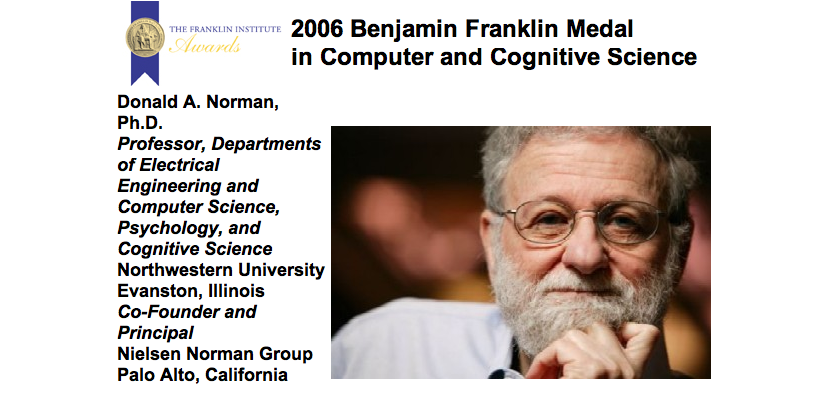 THE FRANKLIN INSTITUTE
Awards
2006 Benjamin Franklin Medal
in Computer and Cognitive Science
Donald A. Norman,
Ph.D.
Professor, Departments
of Electrical
Engineering and
Computer Science,
Psychology, and
Cognitive Science
Northwestern University
Evanston, Illinois
Co-Founder and
Principal
Nielsen Norman Group
Palo Alto, California